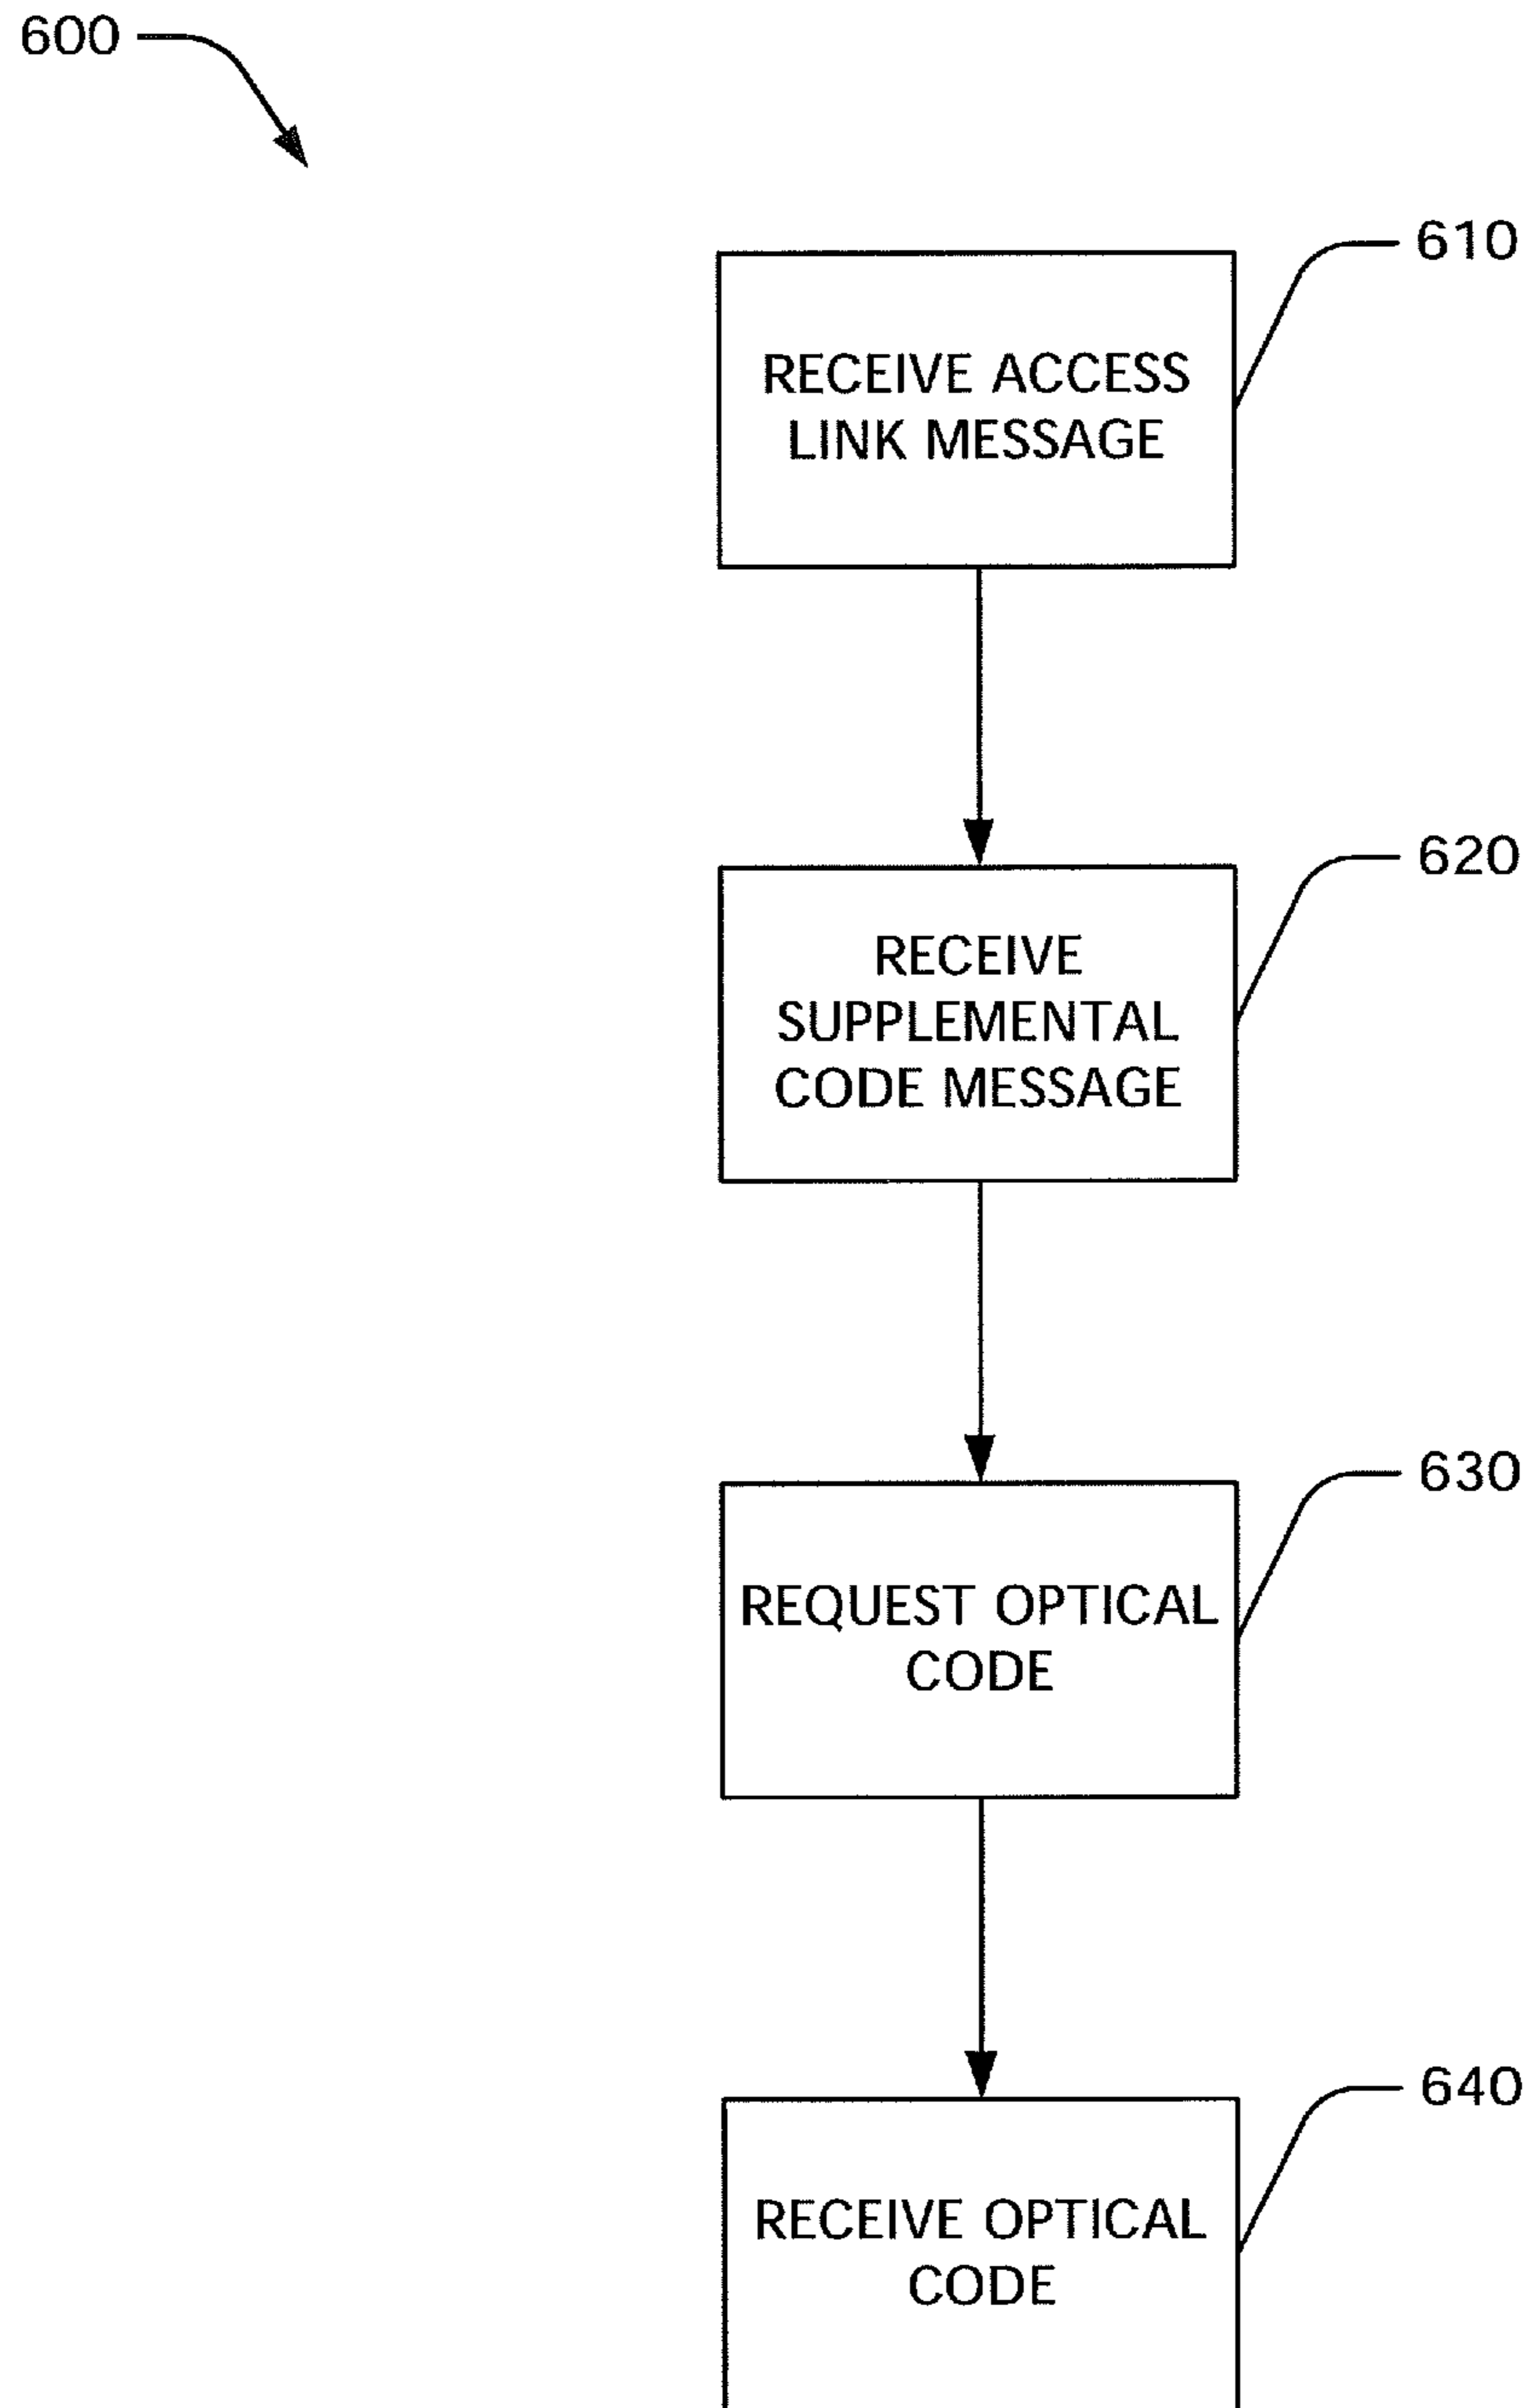 600
610
RECEIVE ACCESS
LINK MESSAGE
620
RECEIVE
SUPPLEMENTAL
CODE MESSAGE
630
REQUEST OPTICAL
CODE
640
RECEIVE OPTICAL
CODE